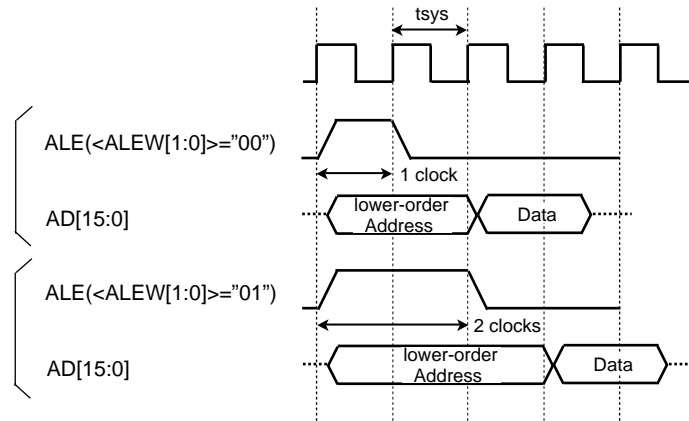 tsys
ALE(<ALEW[1:0]>=”00”)
1 clock
AD[15:0]
lower-order
Address
Data
ALE(<ALEW[1:0]>=”01”)
2 clocks
AD[15:0]
lower-order
Address
Data